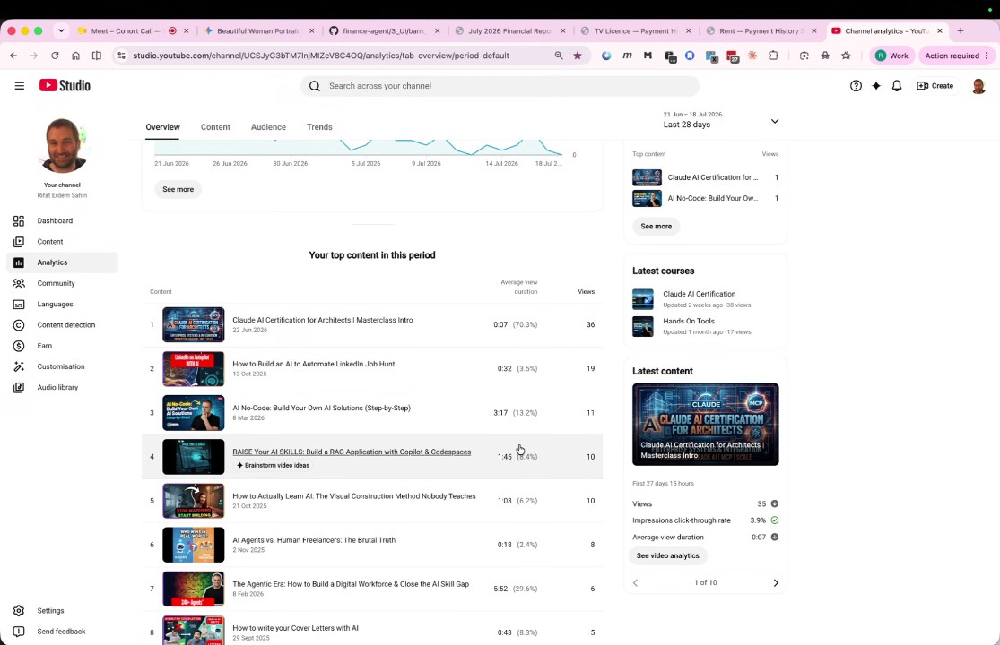 Meet – Cohort Call –
Beautiful Woman Portrait
finance-agent/3_UI/bank_
July 2026 Financial Repor
TV Licence — Payment H
Rent — Payment History
Channel analytics - YouTu
studio.youtube.com/channel/UCSJyG3bTM7lnjMIZcV8C4OQ/analytics/tab-overview/period-default
27
Work
Action required
Studio
Search across your channel
Create
Your channel
Rifat Erdem Sahin
Dashboard
Content
Analytics
Community
Languages
Content detection
Earn
Customisation
Audio library
Settings
Send feedback
Overview
Content
Audience
Trends
21 Jun – 18 Jul 2026
Last 28 days
0
21 Jun 2026
26 Jun 2026
30 Jun 2026
5 Jul 2026
9 Jul 2026
14 Jul 2026
18 Jul 2...
See more
Your top content in this period
Content
Average view
duration
Views
1
Claude AI Certification for Architects | Masterclass Intro
22 Jun 2026
0:07 (70.3%)
36
2
How to Build an AI to Automate LinkedIn Job Hunt
13 Oct 2025
0:32 (3.5%)
19
3
AI No-Code: Build Your Own AI Solutions (Step-by-Step)
8 Mar 2026
3:17 (13.2%)
11
4
RAISE Your AI SKILLS: Build a RAG Application with Copilot & Codespaces
Brainstorm video ideas
1:45
10
5
How to Actually Learn AI: The Visual Construction Method Nobody Teaches
21 Oct 2025
1:03 (6.2%)
10
6
AI Agents vs. Human Freelancers: The Brutal Truth
2 Nov 2025
0:18 (2.4%)
8
7
The Agentic Era: How to Build a Digital Workforce & Close the AI Skill Gap
8 Feb 2026
5:52 (29.6%)
6
8
How to write your Cover Letters with AI
29 Sept 2025
0:43 (8.3%)
5
Top content
Views
Claude AI Certification for ...
1
AI No-Code: Build Your Ow...
1
See more
Latest courses
Claude AI Certification
Updated 2 weeks ago · 38 views
Hands On Tools
Updated 1 month ago · 17 views
Latest content
CLAUDE
MCP
CLAUDE AI CERTIFICATION
FOR ARCHITECTS
Claude AI Certification for Architects |
Masterclass Intro
First 27 days 15 hours
Views
35
Impressions click-through rate
3.9%
Average view duration
0:07
See video analytics
1 of 10